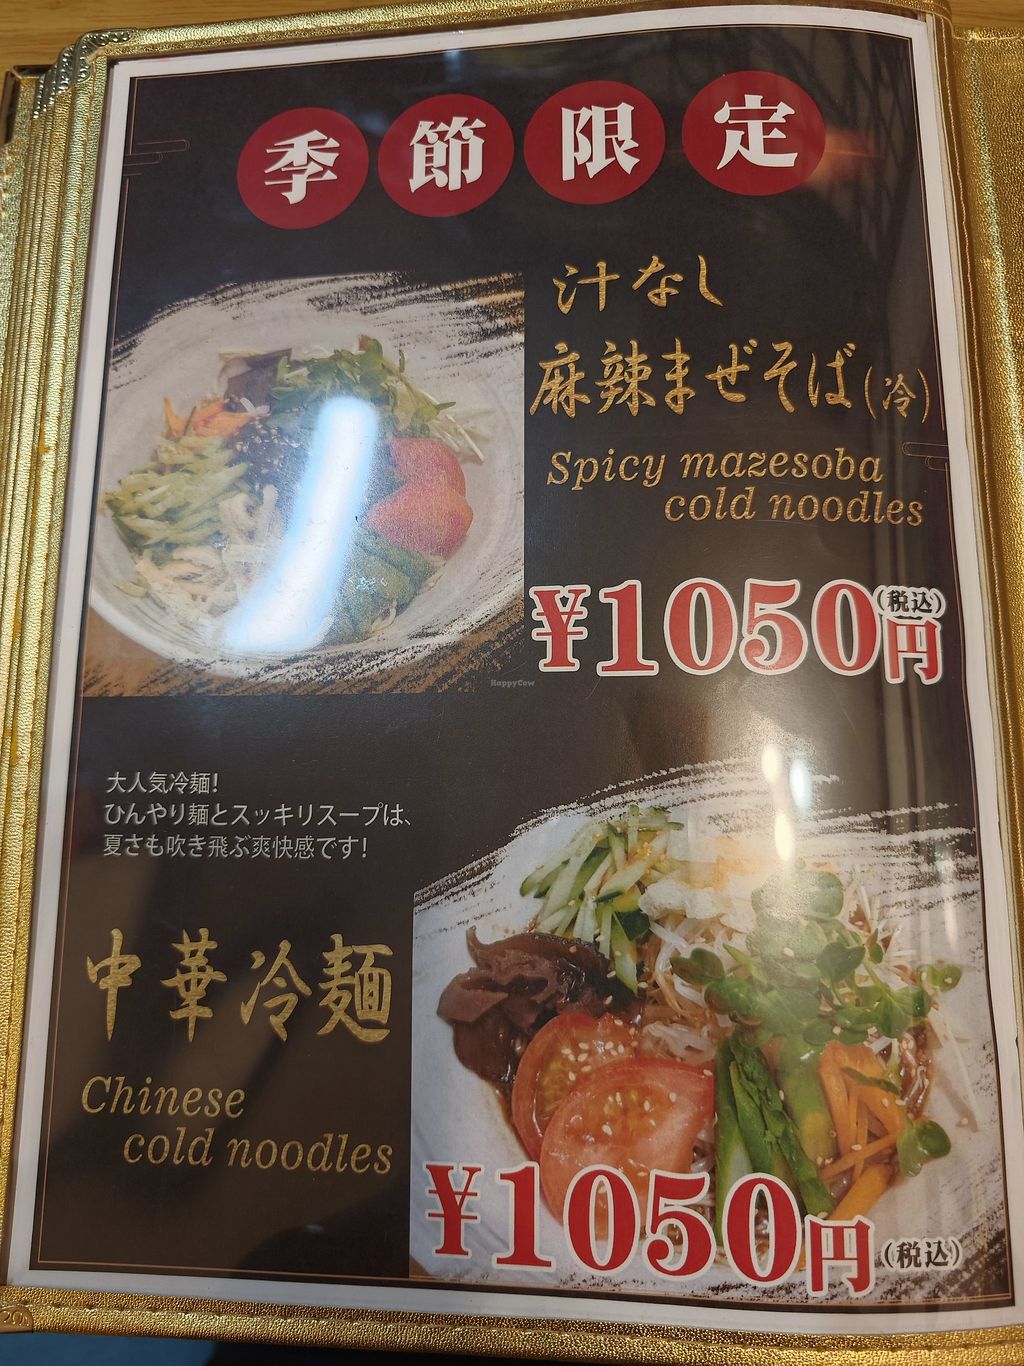 季節限定
汁なし
麻辣まぜそば(冷)
Spicy mazesoba
cold noodles
¥1050円(税込)
HappyCow
大人気冷麺!
ひんやり麺とスッキリスープは、
夏さも吹き飛ぶ爽快感です!
中華冷麺
Chinese
cold noodles
¥1050円(税込)